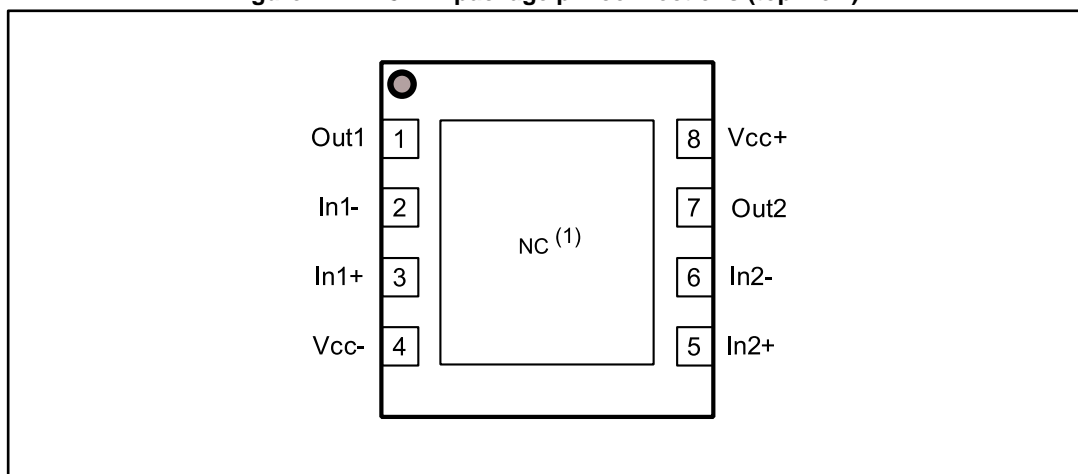 Out1 1 8 Vcc+
In1- 2 7 Out2
NC (1)
In1+ 3 6 In2-
Vcc- 4 5 In2+